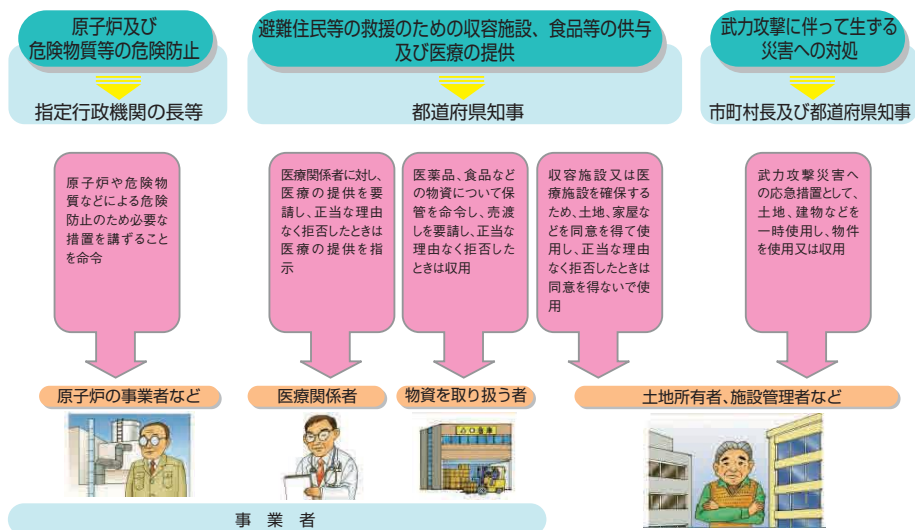 原子炉及び
危険物質等の危険防止
指定行政機関の長等
避難住民等の救援のための収容施設、食品等の供与
及び医療の提供
都道府県知事
武力攻撃に伴って生ずる
災害への対処
市町村長及び都道府県知事
原子炉や危険物
質などによる危険
防止のため必要な
措置を講ずること
を命令
医療関係者に対し、
医療の提供を要
請し、正当な理由
なく拒否したときは
医療の提供を指
示
医薬品、食品など
の物資について保
管を命令し、売渡
しを要請し、正当な
理由なく拒否した
ときは収用
収容施設又は医
療施設を確保する
ため、土地、家屋な
どを同意を得て使
用し、正当な理由
なく拒否したときは
同意を得ないで使
用
武力攻撃災害へ
の応急措置として、
土地、建物などを
一時使用し、物件
を使用又は収用
原子炉の事業者など
医療関係者
物資を取り扱う者
土地所有者、施設管理者など
事業者